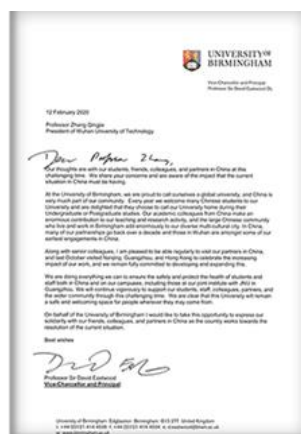 UNIVERSITY OF
BIRMINGHAM
Vice-Chancellor and Principal
Professor Sir David Eastwood DL
12 February 2020
Professor Zhang Qingjie
President of Wuhan University of Technology
Dear Professor Zhang,
Our thoughts are with our students, friends, colleagues, and partners in China at this
challenging time. We share your concerns and are aware of the impact that the current
situation in China must be having.
At the University of Birmingham, we are proud to call ourselves a global university, and China is
very much part of our community. Every year we welcome many Chinese students to our
University and are delighted that they choose to call our University home during their
Undergraduate or Postgraduate studies. Our academic colleagues from China make an
enormous contribution to our teaching and research activity, and the large Chinese community
who live and work in Birmingham add enormously to our diverse multi-cultural city. In China,
many of our partnerships go back over a decade and those in Wuhan are amongst some of our
earliest engagements in China.
Along with senior colleagues, I am pleased to be able regularly to visit our partners in China,
and last October visited Nanjing, Guangzhou, and Hong Kong to celebrate the increasing
impact of our work, and we remain fully committed to developing and expanding this.
We are doing everything we can to ensure the safety and protect the health of students and
staff both in China and on our campuses, including those at our joint institute with JNU in
Guangzhou. We will continue vigorously to support our students, staff, colleagues, partners, and
the wider community through this challenging time. We are clear that this University will remain
a safe and welcoming space for people wherever they may come from.
On behalf of the University of Birmingham I would like to take this opportunity to express our
solidarity with our friends, colleagues, and partners in China as the country works towards the
resolution of the current situation.
Best wishes
Professor Sir David Eastwood
Vice-Chancellor and Principal
University of Birmingham Edgbaston Birmingham B15 2TT United Kingdom